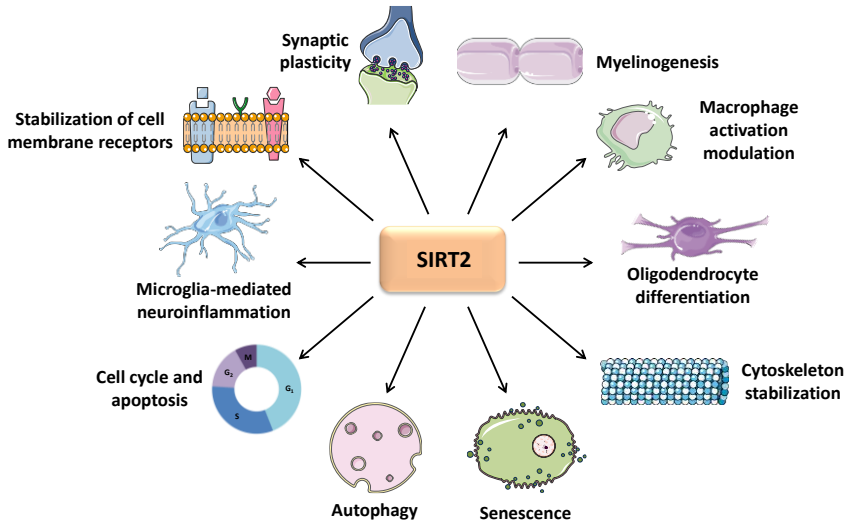 Synaptic
plasticity
Myelinogenesis
Stabilization of cell
membrane receptors
Macrophage
activation
modulation
SIRT2
Microglia-mediated
neuroinflammation
Oligodendrocyte
differentiation
Cell cycle and
apoptosis
M
G₂
G₁
S
Cytoskeleton
stabilization
Autophagy
Senescence